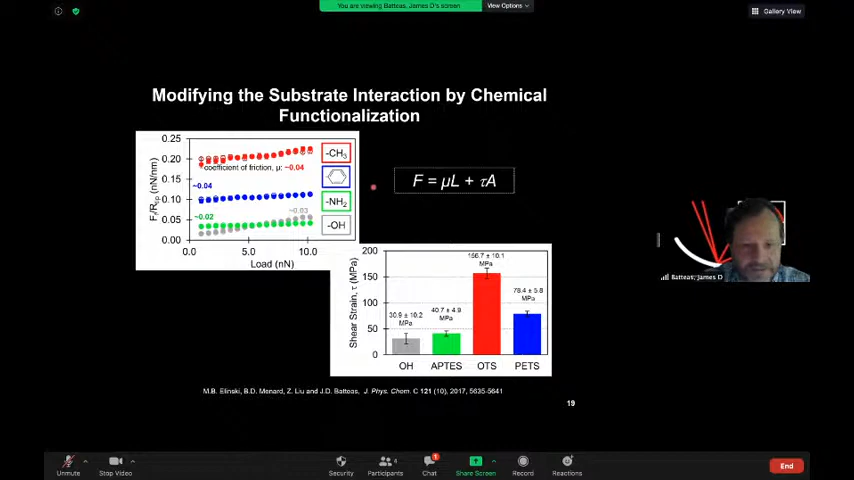 You are viewing Batteas, James D's screen
View Options
Gallery View
Modifying the Substrate Interaction by Chemical
Functionalization
0.25
0.20
0.15
0.10
0.05
0.00
0.0
5.0
10.0
Load (nN)
coefficient of friction, μ: ~0.04
~0.04
~0.03
~0.02
-CH3
-NH2
-OH
F = μL + τA
200
150
100
50
0
Shear Strain, τ (MPa)
30.9 ± 10.2
MPa
40.7 ± 4.9
MPa
156.7 ± 10.1
MPa
78.4 ± 5.8
MPa
OH
APTES
OTS
PETS
Batteas, James D
M.B. Elinski, B.D. Menard, Z. Liu and J.D. Batteas, J. Phys. Chem. C 121 (10), 2017, 5635-5641
19
Unmute
Stop Video
Security
Participants
4
Chat
1
Share Screen
Record
Reactions
End